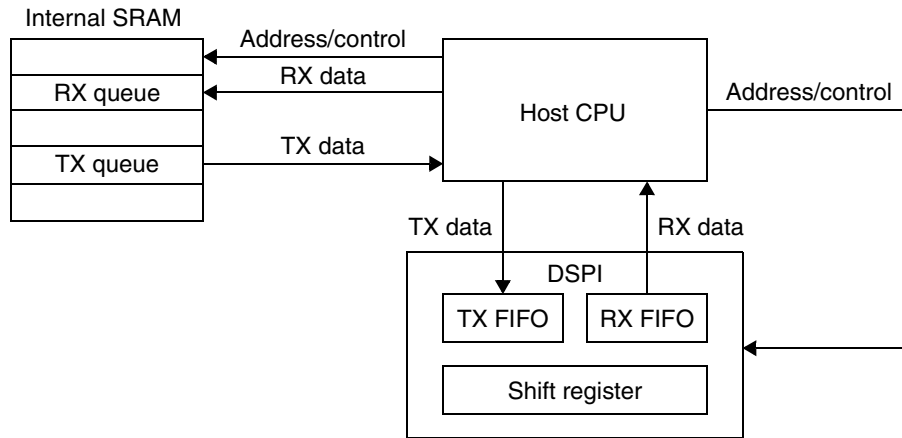 Internal SRAM
Address/control
RX data
RX queue
Host CPU
Address/control
TX data
TX queue
TX data
RX data
DSPI
TX FIFO
RX FIFO
Shift register